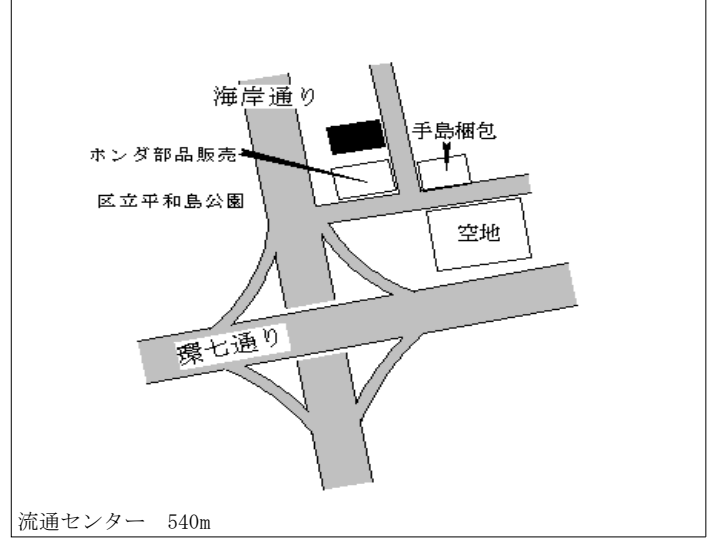 海岸通り
手島梱包
ホンダ部品販売
区立平和島公園
空地
環七通り
流通センター　540m